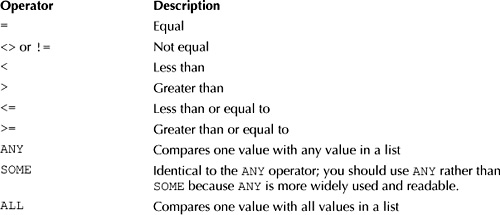 Operator Description
= Equal
<> or != Not equal
< Less than
> Greater than
<= Less than or equal to
>= Greater than or equal to
ANY Compares one value with any value in a list
SOME Identical to the ANY operator; you should use ANY rather than
SOME because ANY is more widely used and readable.
ALL Compares one value with all values in a list